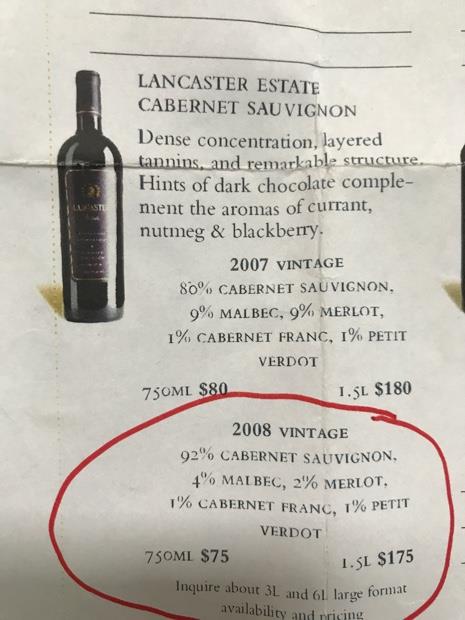 LANCASTER ESTATE
CABERNET SAUVIGNON
Dense concentration, layered
tannins, and remarkable structure.
Hints of dark chocolate comple-
ment the aromas of currant,
nutmeg & blackberry.
2007 VINTAGE
80% CABERNET SAUVIGNON,
9% MALBEC, 9% MERLOT,
1% CABERNET FRANC, 1% PETIT
VERDOT
750ML $80 1.5L $180
2008 VINTAGE
92% CABERNET SAUVIGNON,
4% MALBEC, 2% MERLOT,
1% CABERNET FRANC, 1% PETIT
VERDOT
750ML $75 1.5L $175
Inquire about 3L and 6L large format
availability and pricing